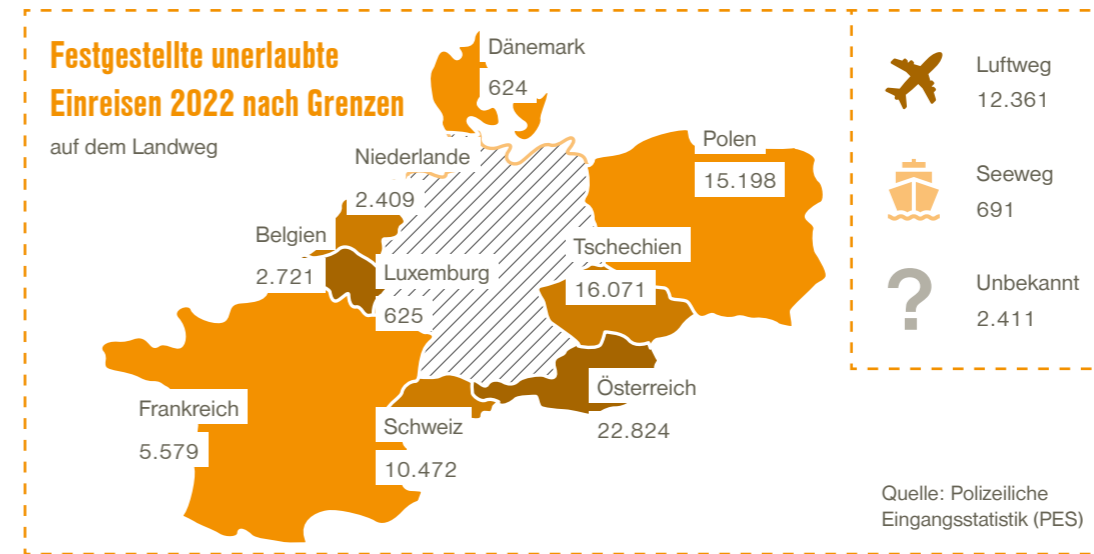 Festgestellte unerlaubte
Einreisen 2022 nach Grenzen
auf dem Landweg
Dänemark
624
Niederlande
2.409
Polen
15.198
Belgien
2.721
Luxemburg
625
Tschechien
16.071
Frankreich
5.579
Schweiz
10.472
Österreich
22.824
Luftweg
12.361
Seeweg
691
?
Unbekannt
2.411
Quelle: Polizeiliche
Eingangsstatistik (PES)